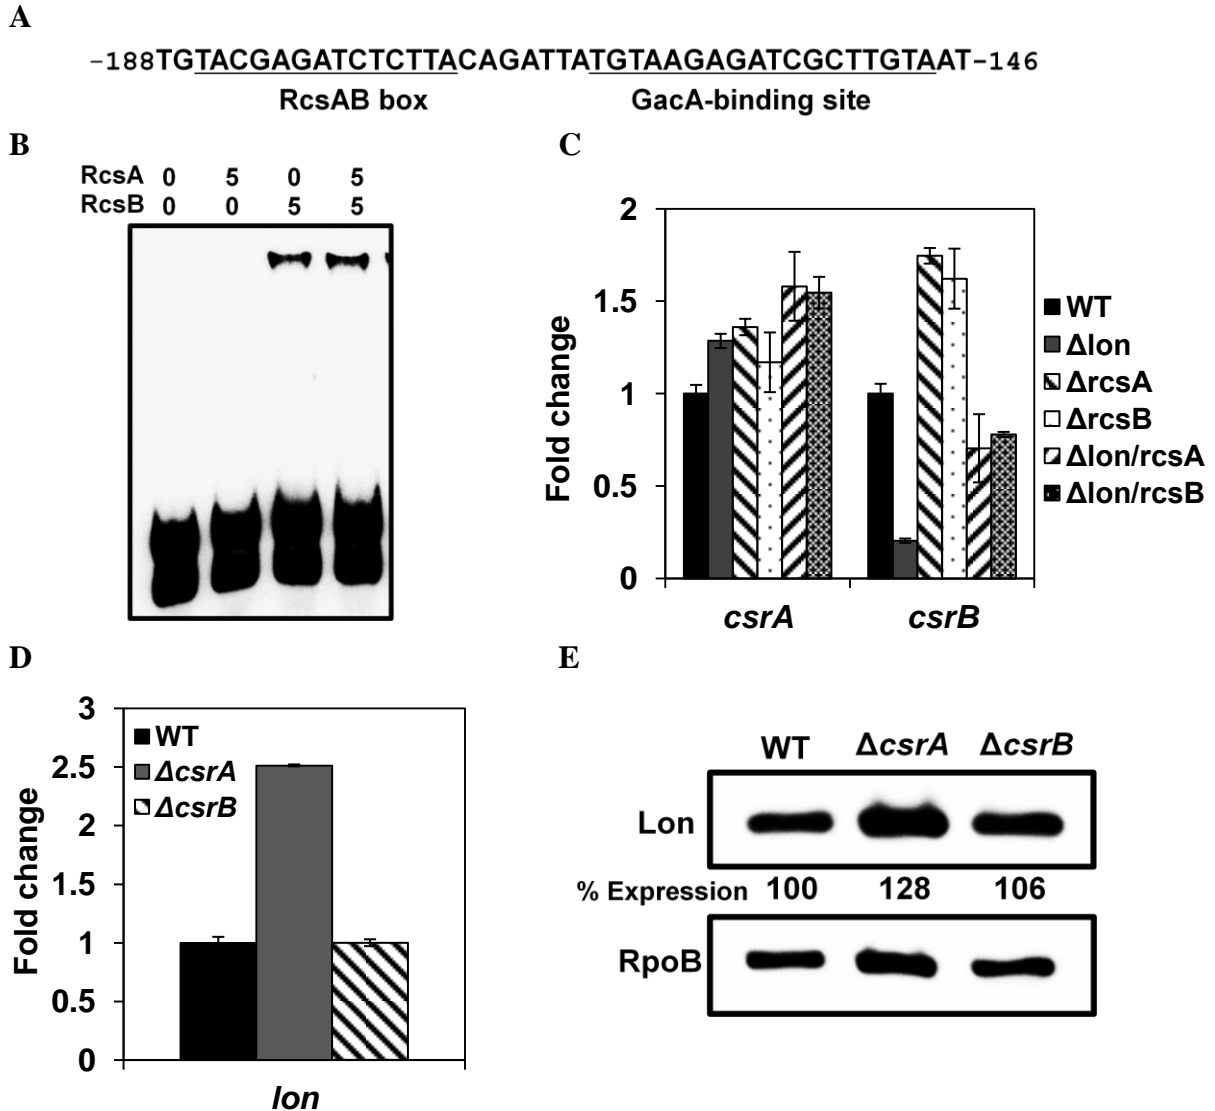 A
-188TGTACGAGATCTCTTACAGATTATGTAAGAGATCGCTTGTAAT-146
RcsAB box GacA-binding site
B
RcsA 0 5 0 5
RcsB 0 0 5 5
C
2
1.5
1
0.5
0
Fold change
csrA csrB
WT
Δlon
ΔrcsA
ΔrcsB
Δlon/rcsA
Δlon/rcsB
D
3
2.5
2
1.5
1
0.5
0
Fold change
WT
ΔcsrA
ΔcsrB
lon
E
WT ΔcsrA ΔcsrB
Lon
% Expression 100 128 106
RpoB